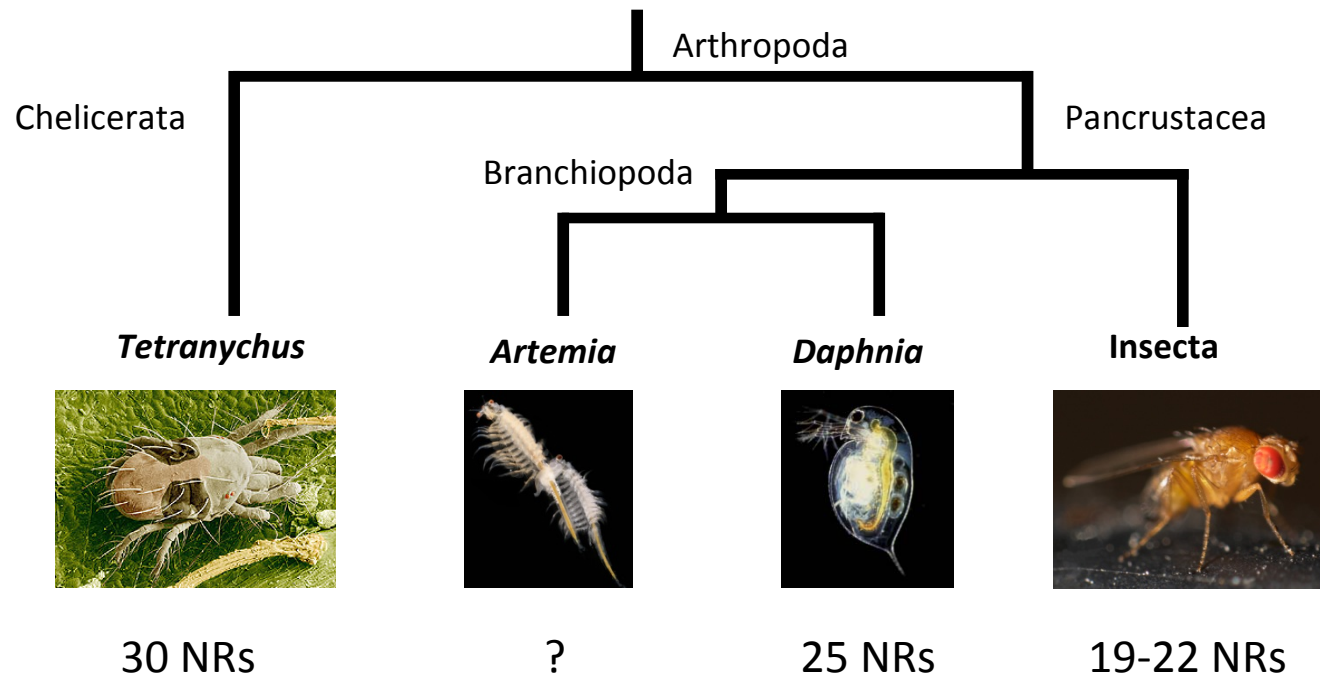 Arthropoda
Chelicerata
Pancrustacea
Branchiopoda
Tetranychus
Artemia
Daphnia
Insecta
30 NRs
?
25 NRs
19-22 NRs